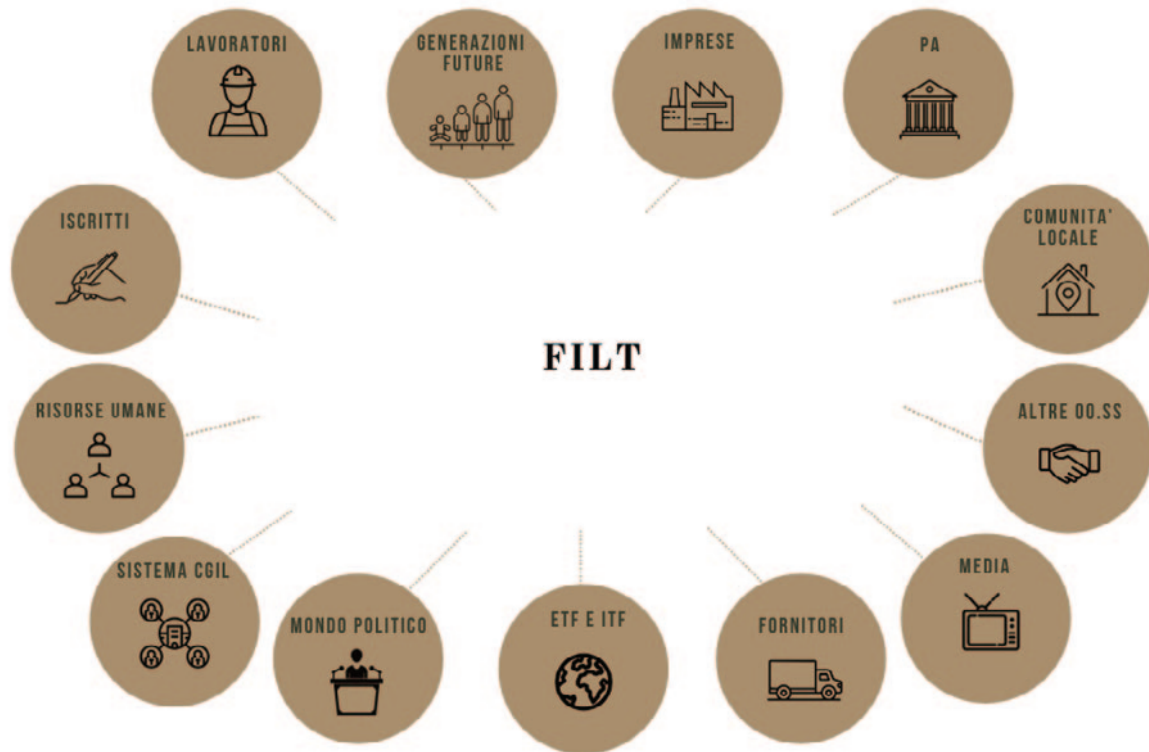 LAVORATORI
GENERAZIONI
FUTURE
IMPRESE
PA
ISCRITTI
COMUNITA'
LOCALE
FILT
RISORSE UMANE
ALTRE OO.SS
SISTEMA CGIL
MONDO POLITICO
ETF E ITF
FORNITORI
MEDIA